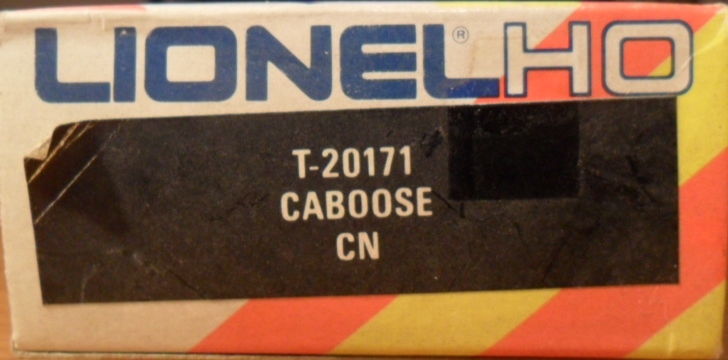 LIONEL® HO
T-20171
CABOOSE
CN